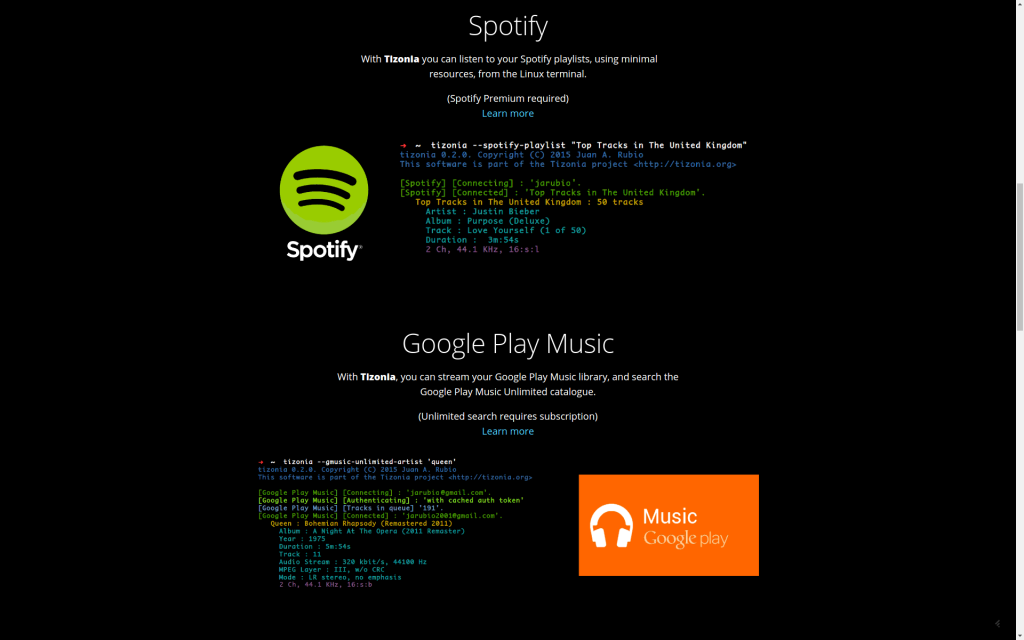 Spotify
With Tizonia you can listen to your Spotify playlists, using minimal
resources, from the Linux terminal.
(Spotify Premium required)
Learn more
→ ~ tizonia --spotify-playlist "Top Tracks in The United Kingdom"
tizonia 0.2.0. Copyright (C) 2015 Juan A. Rubio
This software is part of the Tizonia project <http://tizonia.org>
[Spotify] [Connecting] : 'jarubio'.
[Spotify] [Connected] : 'Top Tracks in The United Kingdom'.
Top Tracks in The United Kingdom : 50 tracks
Artist : Justin Bieber
Album : Purpose (Deluxe)
Track : Love Yourself (1 of 50)
Duration : 3m:54s
2 Ch, 44.1 KHz, 16:s:l
Spotify®
Google Play Music
With Tizonia, you can stream your Google Play Music library, and search the
Google Play Music Unlimited catalogue.
(Unlimited search requires subscription)
Learn more
→ ~ tizonia --gmusic-unlimited-artist 'queen'
tizonia 0.2.0. Copyright (C) 2015 Juan A. Rubio
This software is part of the Tizonia project <http://tizonia.org>
[Google Play Music] [Connecting] : 'jarubio@gmail.com'.
[Google Play Music] [Authenticating] : 'with cached auth token'
[Google Play Music] [Tracks in queue] '191'.
[Google Play Music] [Connected] : 'jarubio2001@gmail.com'.
Queen : Bohemian Rhapsody (Remastered 2011)
Album : A Night At The Opera (2011 Remaster)
Year : 1975
Duration : 5m:54s
Track : 11
Audio Stream : 320 kbit/s, 44100 Hz
MPEG Layer : III, w/o CRC
Mode : LR stereo, no emphasis
2 Ch, 44.1 KHz, 16:s:b
Music
Google play